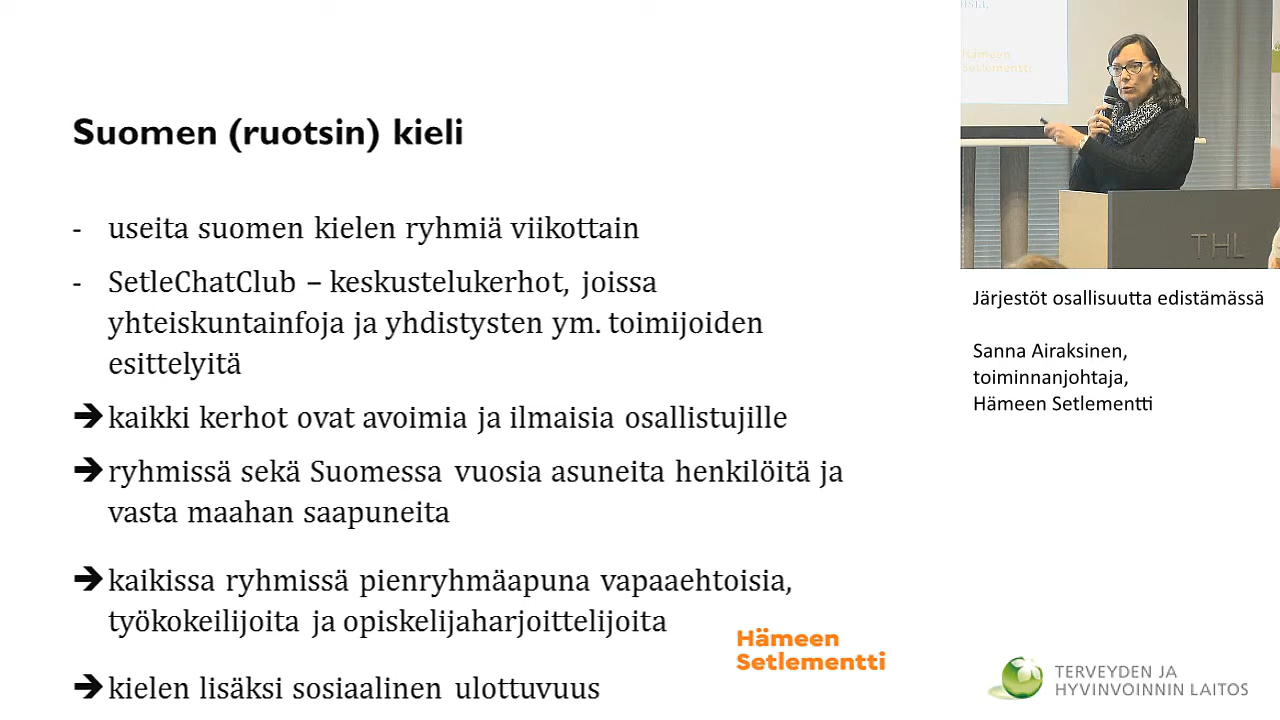 Suomen (ruotsin) kieli
- useita suomen kielen ryhmiä viikottain
- SetleChatClub – keskustelukerhot, joissa
yhteiskuntainfoja ja yhdistysten ym. toimijoiden
esittelyitä
➔ kaikki kerhot ovat avoimia ja ilmaisia osallistujille
➔ ryhmissä sekä Suomessa vuosia asuneita henkilöitä ja
vasta maahan saapuneita
➔ kaikissa ryhmissä pienryhmäapuna vapaaehtoisia,
työkokeilijoita ja opiskelijaharjoittelijoita
➔ kielen lisäksi sosiaalinen ulottuvuus
Hämeen
Setlementti
Hämeen
Setlementti
THL
Järjestöt osallisuutta edistämässä
Sanna Airaksinen,
toiminnanjohtaja,
Hämeen Setlementti
TERVEYDEN JA
HYVINVOINNIN LAITOS